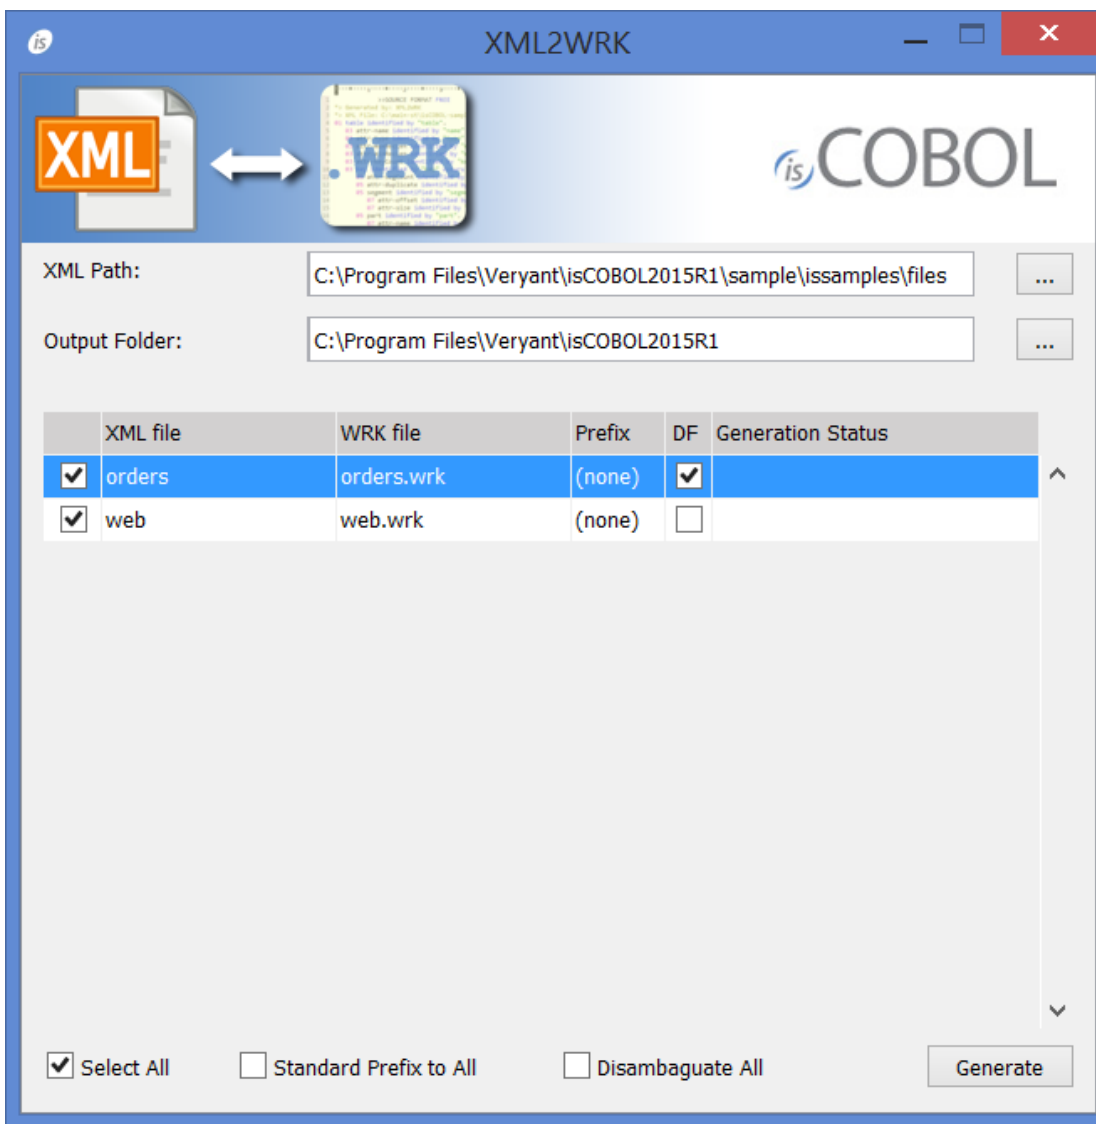 is XML2WRK
XML .WRK is COBOL
XML Path: C:\Program Files\Veryant\isCOBOL2015R1\sample\issamples\files ...
Output Folder: C:\Program Files\Veryant\isCOBOL2015R1 ...
XML file WRK file Prefix DF Generation Status
orders orders.wrk (none)
web web.wrk (none)
Select All Standard Prefix to All Disambaguate All Generate